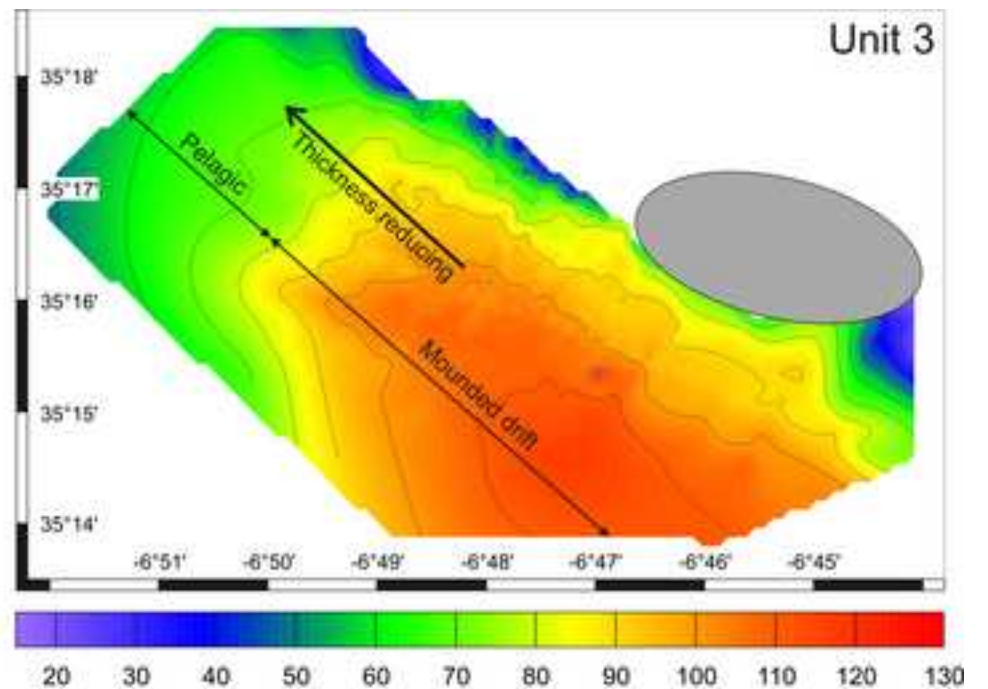 Unit 3
35°18'
Thickness reducing
Pelagic
35°17'
35°16'
Mounded drift
35°15'
35°14'
-6°51' -6°50' -6°49' -6°48' -6°47' -6°46' -6°45'
20 30 40 50 60 70 80 90 100 110 120 130